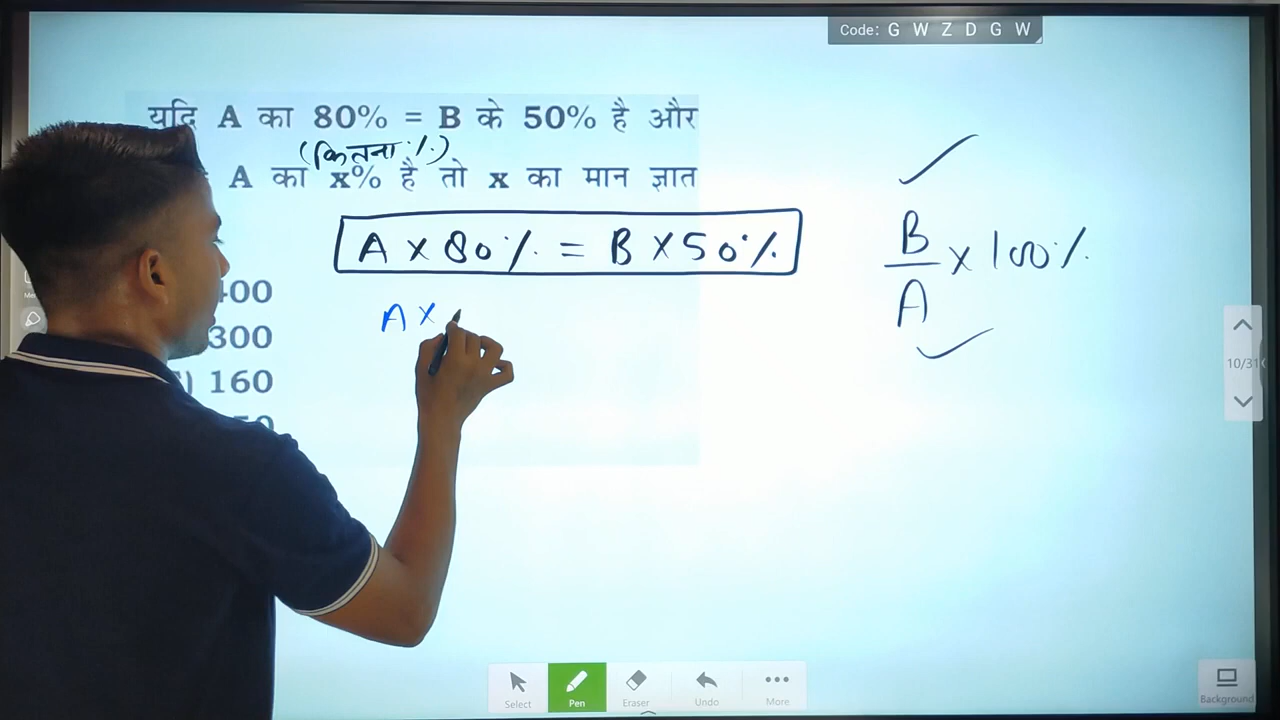 Code: G W Z D G W
यदि A का 80% = B के 50% है और
(कितना %)
A का x% है तो x का मान ज्ञात
A × 80% = B × 50%
B
A
× 100%
A ×
300
160
10/31
Select
Pen
Eraser
Undo
More
Background